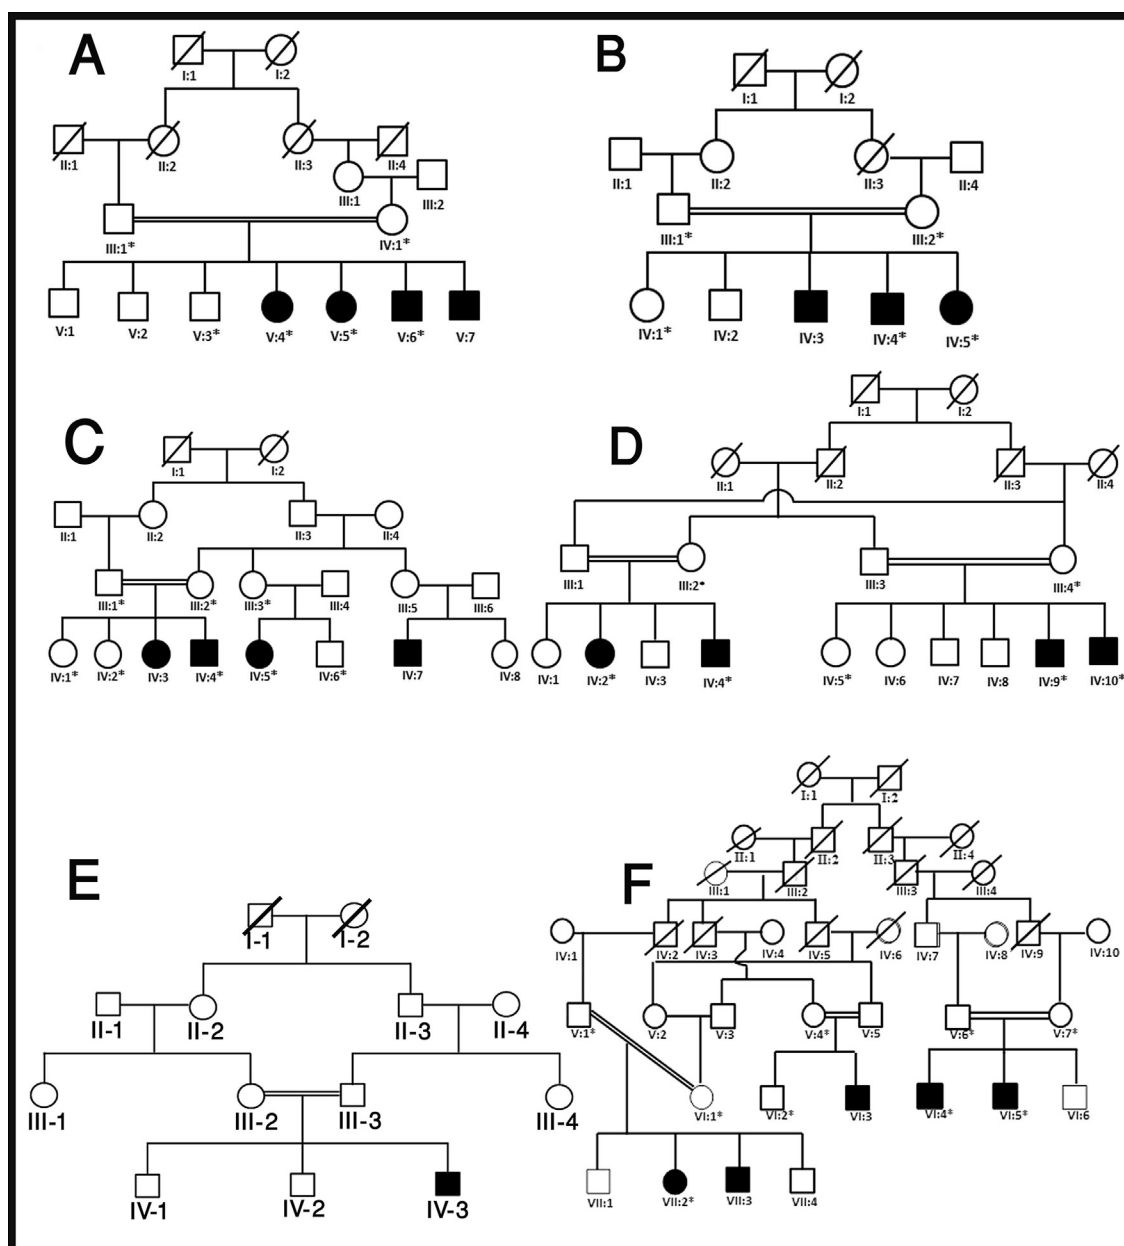 A
I:1 I:2
II:1 II:2 II:3 II:4
III:1 III:2
III:1* IV:1*
V:1 V:2 V:3* V:4* V:5* V:6* V:7
B
I:1 I:2
II:1 II:2 II:3 II:4
III:1* III:2*
IV:1* IV:2 IV:3 IV:4* IV:5*
C
I:1 I:2
II:1 II:2 II:3 II:4
III:1* III:2* III:3* III:4 III:5 III:6
IV:1* IV:2* IV:3 IV:4* IV:5* IV:6* IV:7 IV:8
D
I:1 I:2
II:1 II:2 II:3 II:4
III:1 III:2• III:3 III:4*
IV:1 IV:2* IV:3 IV:4* IV:5* IV:6 IV:7 IV:8 IV:9* IV:10*
E
I-1 I-2
II-1 II-2 II-3 II-4
III-1 III-2 III-3 III-4
IV-1 IV-2 IV-3
F
I:1 I:2
II:1 II:2 II:3 II:4
III:1 III:2 III:3 III:4
IV:1 IV:2 IV:3 IV:4 IV:5 IV:6 IV:7 IV:8 IV:9 IV:10
V:1* V:2 V:3 V:4* V:5 V:6* V:7*
VI:1* VI:2* VI:3 VI:4* VI:5* VI:6
VII:1 VII:2* VII:3 VII:4